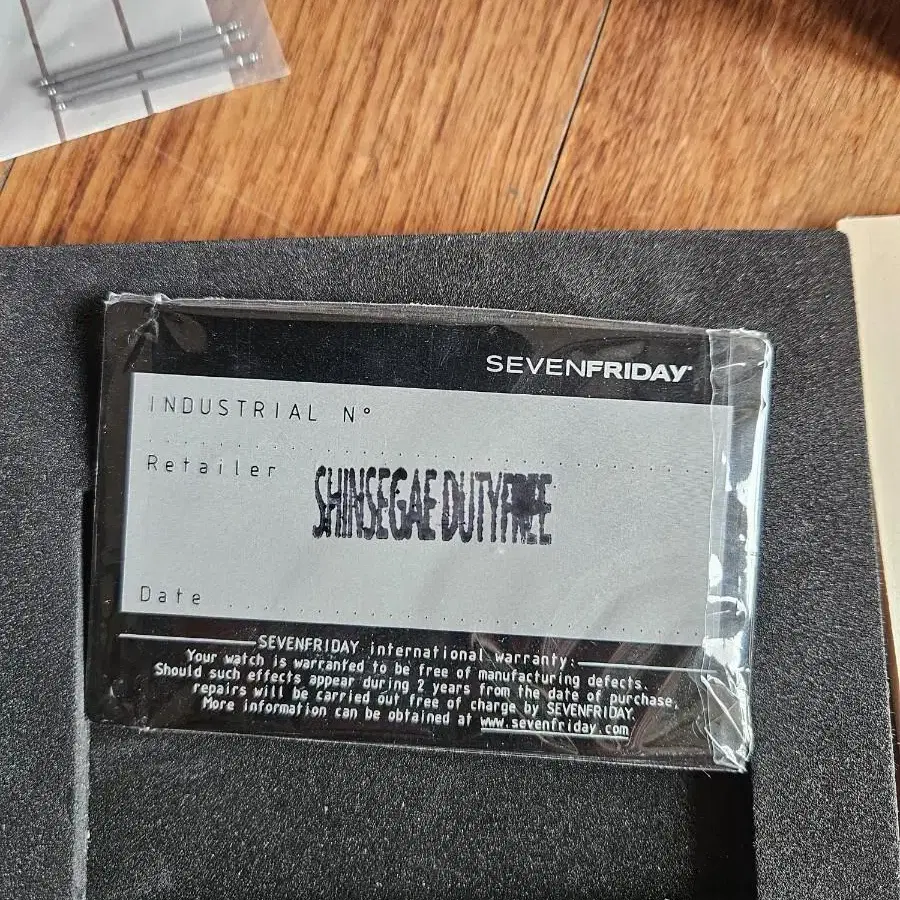 SEVENFRIDAY
INDUSTRIAL N°
Retailer SHINSEGAE DUTYFREE
Date
SEVENFRIDAY international warranty:
Your watch is warranted to be free of manufacturing defects.
Should such effects appear during 2 years from the date of purchase,
repairs will be carried out free of charge by SEVENFRIDAY.
More information can be obtained at www.sevenfriday.com